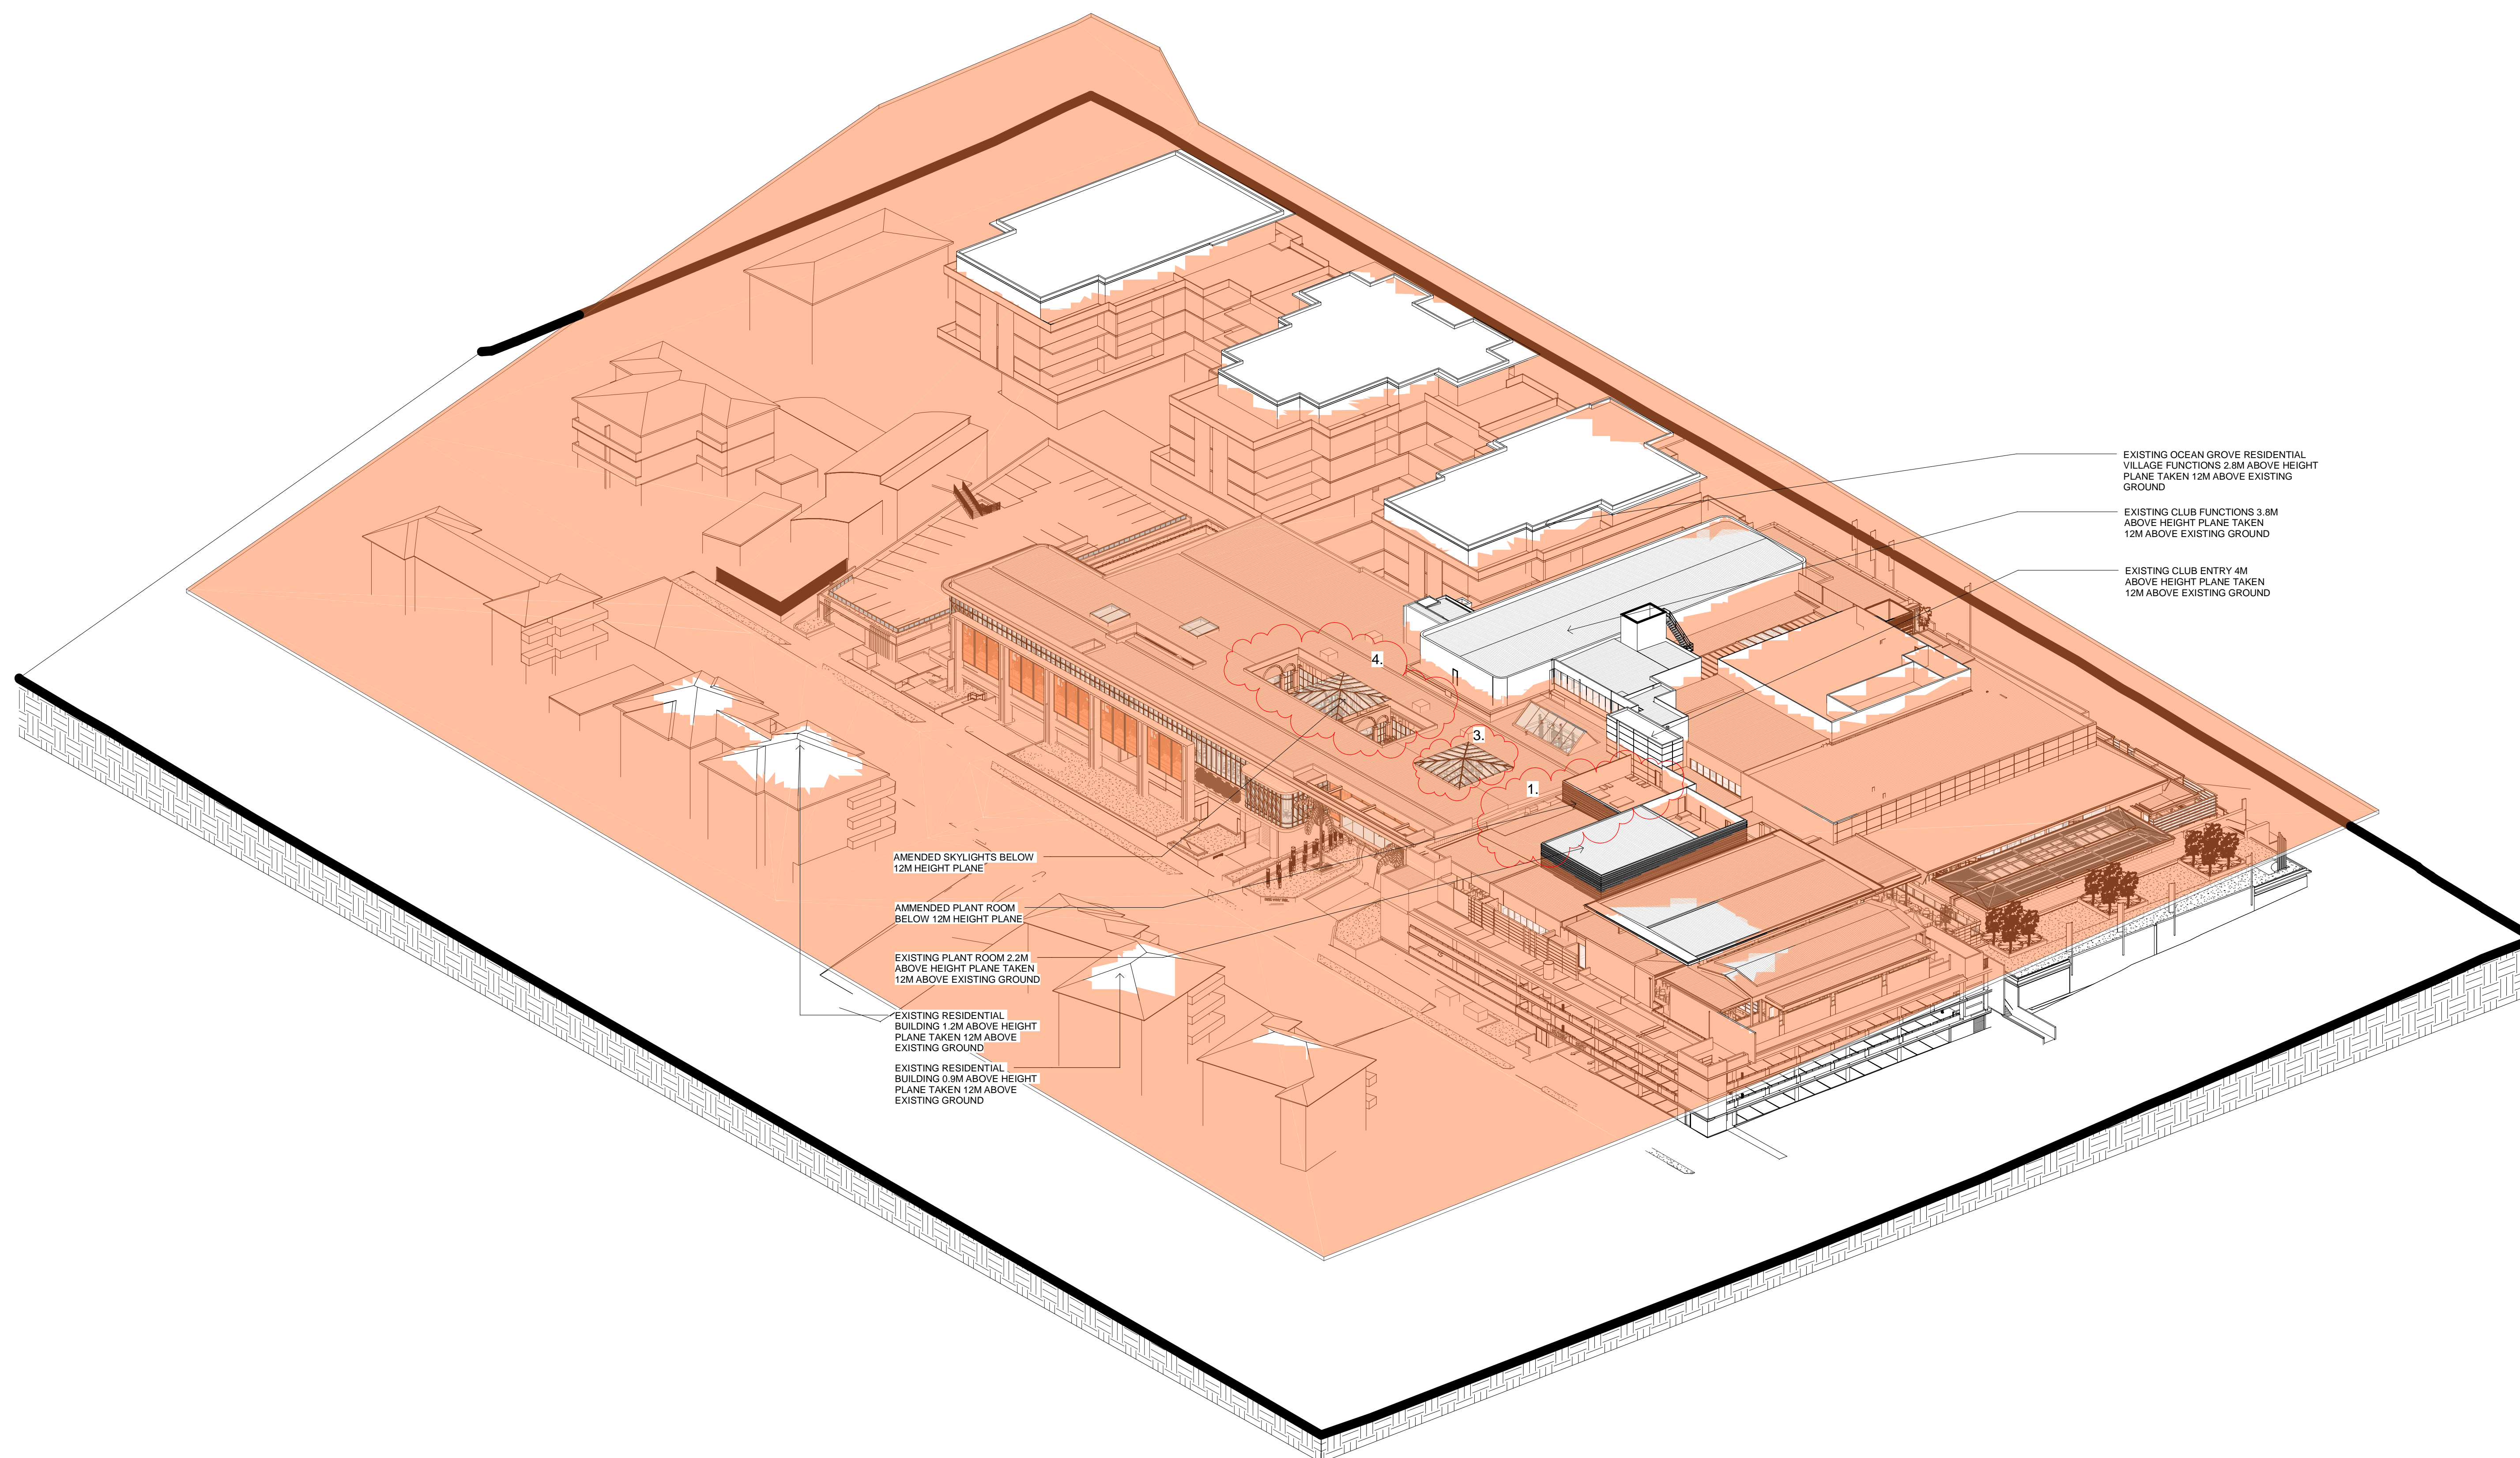 EXISTING OCEAN GROVE RESIDENTIAL
VILLAGE FUNCTIONS 2.8M ABOVE HEIGHT
PLANE TAKEN 12M ABOVE EXISTING
GROUND
EXISTING CLUB FUNCTIONS 3.8M
ABOVE HEIGHT PLANE TAKEN
12M ABOVE EXISTING GROUND
EXISTING CLUB ENTRY 4M
ABOVE HEIGHT PLANE TAKEN
12M ABOVE EXISTING GROUND
4.
3.
1.
AMENDED SKYLIGHTS BELOW
12M HEIGHT PLANE
AMMENDED PLANT ROOM
BELOW 12M HEIGHT PLANE
EXISTING PLANT ROOM 2.2M
ABOVE HEIGHT PLANE TAKEN
12M ABOVE EXISTING GROUND
EXISTING RESIDENTIAL
BUILDING 1.2M ABOVE HEIGHT
PLANE TAKEN 12M ABOVE
EXISTING GROUND
EXISTING RESIDENTIAL
BUILDING 0.9M ABOVE HEIGHT
PLANE TAKEN 12M ABOVE
EXISTING GROUND